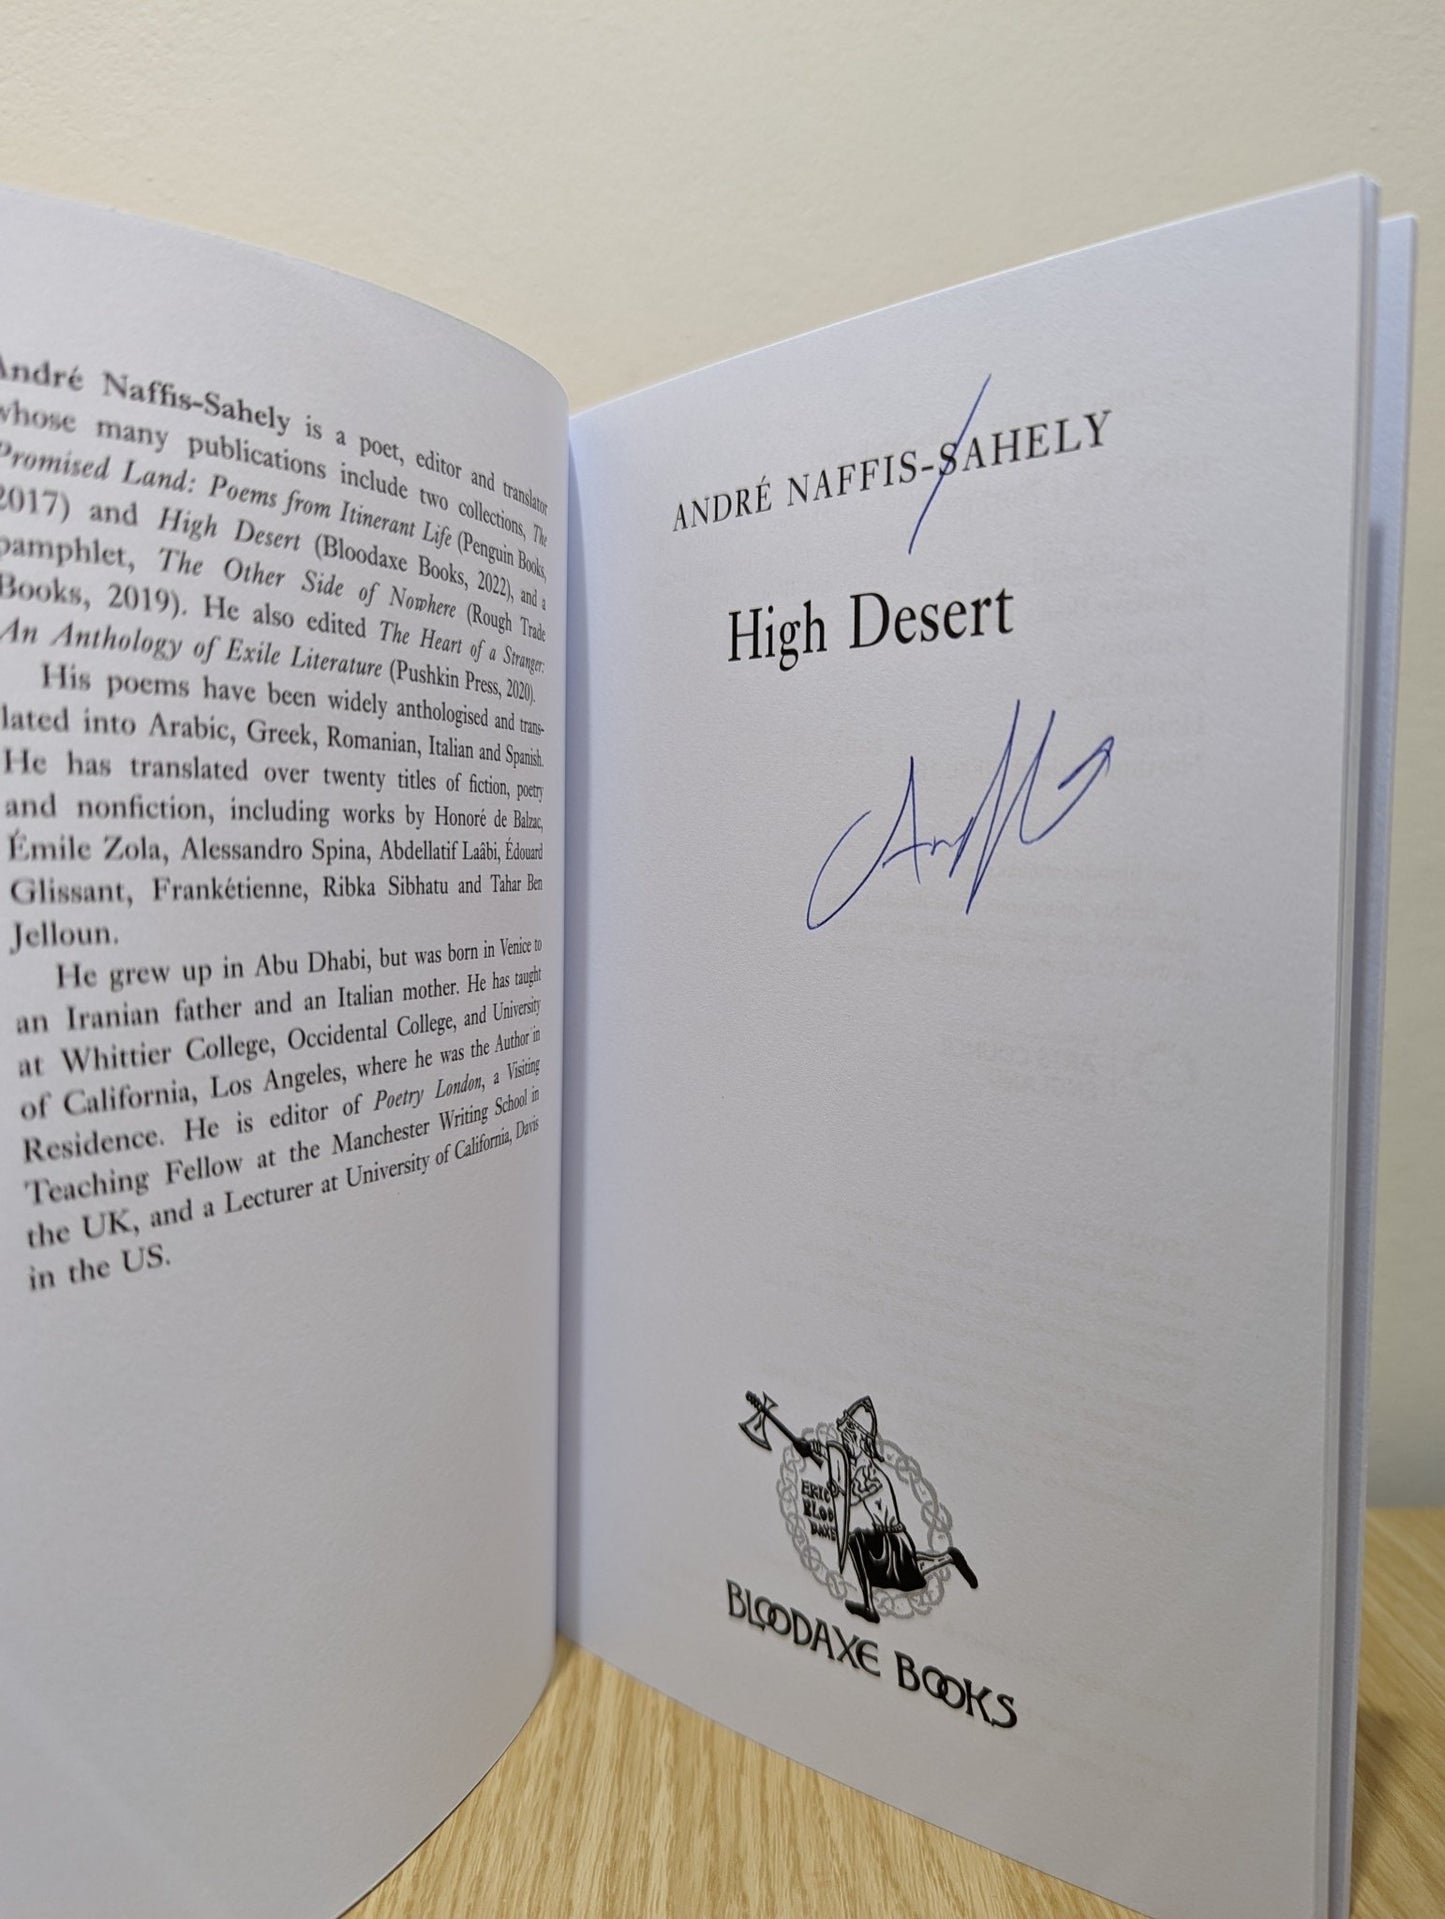 André Naffis-Sahely is a poet, editor and translator
whose many publications include two collections, The
Promised Land: Poems from Itinerant Life (Penguin Books,
2017) and High Desert (Bloodaxe Books, 2022), and a
pamphlet, The Other Side of Nowhere (Rough Trade
Books, 2019). He also edited The Heart of a Stranger:
An Anthology of Exile Literature (Pushkin Press, 2020).
His poems have been widely anthologised and trans-
lated into Arabic, Greek, Romanian, Italian and Spanish.
He has translated over twenty titles of fiction, poetry
and nonfiction, including works by Honoré de Balzac,
Émile Zola, Alessandro Spina, Abdellatif Laâbi, Édouard
Glissant, Frankétienne, Ribka Sibhatu and Tahar Ben
Jelloun.
He grew up in Abu Dhabi, but was born in Venice to
an Iranian father and an Italian mother. He has taught
at Whittier College, Occidental College, and University
of California, Los Angeles, where he was the Author in
Residence. He is editor of Poetry London, a Visiting
Teaching Fellow at the Manchester Writing School in
the UK, and a Lecturer at University of California, Davis
in the US.
ANDRÉ NAFFIS-SAHELY
High Desert
ERIC
BLOOD
DAXE
BLOODAXE BOOKS